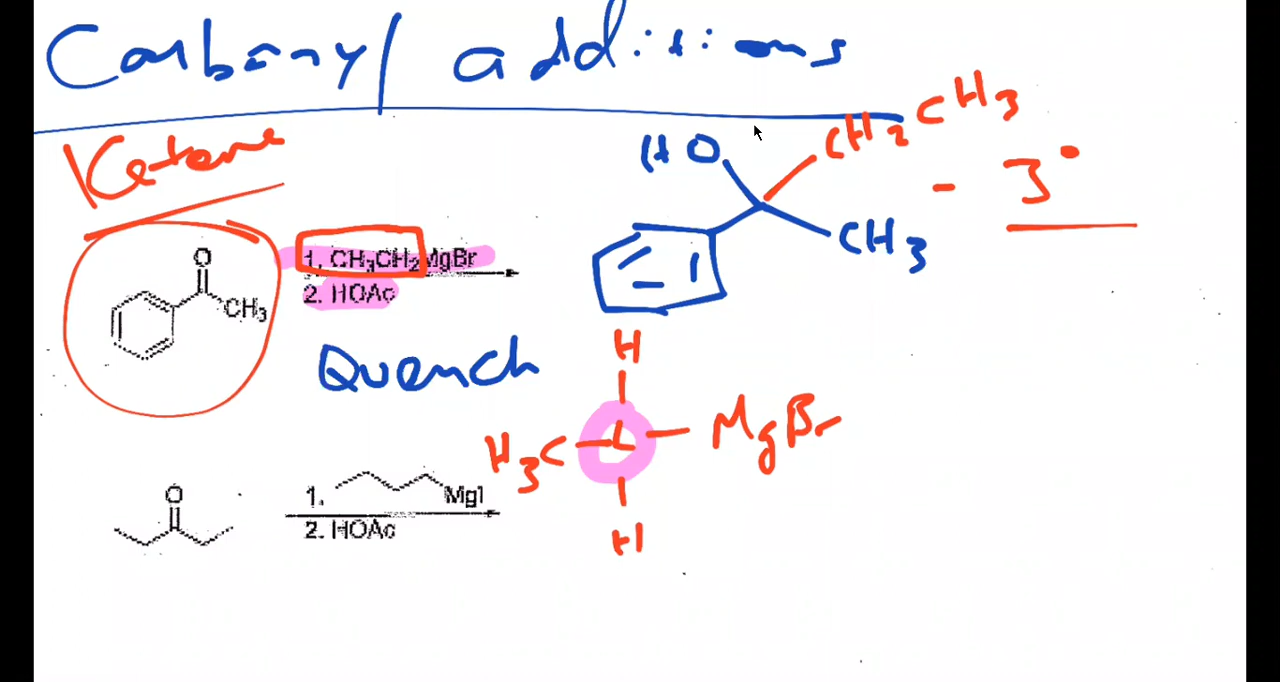 Carbonyl additions
Ketone
HO
CH2CH3
- 3°
CH3
O
CH3
1. CH3CH2MgBr
2. HOAc
Quench
H
H3C-C-MgBr
H
O
1.
MgI
2. HOAc